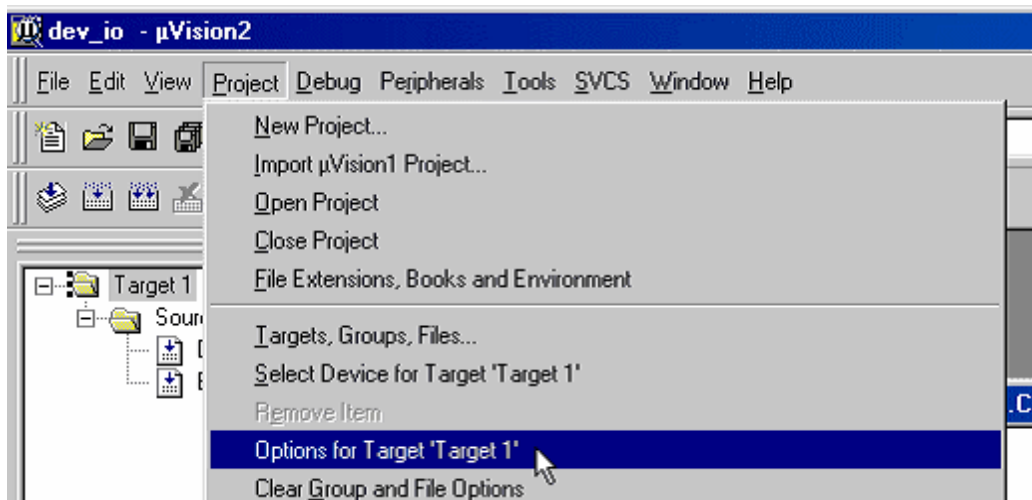 dev_io - µVision2
File Edit View Project Debug Peripherals Tools SVCS Window Help
New Project...
Import µVision1 Project...
Open Project
Close Project
File Extensions, Books and Environment
Target 1
Targets, Groups, Files...
Select Device for Target 'Target 1'
Remove Item
Options for Target 'Target 1'
Clear Group and File Options
.C